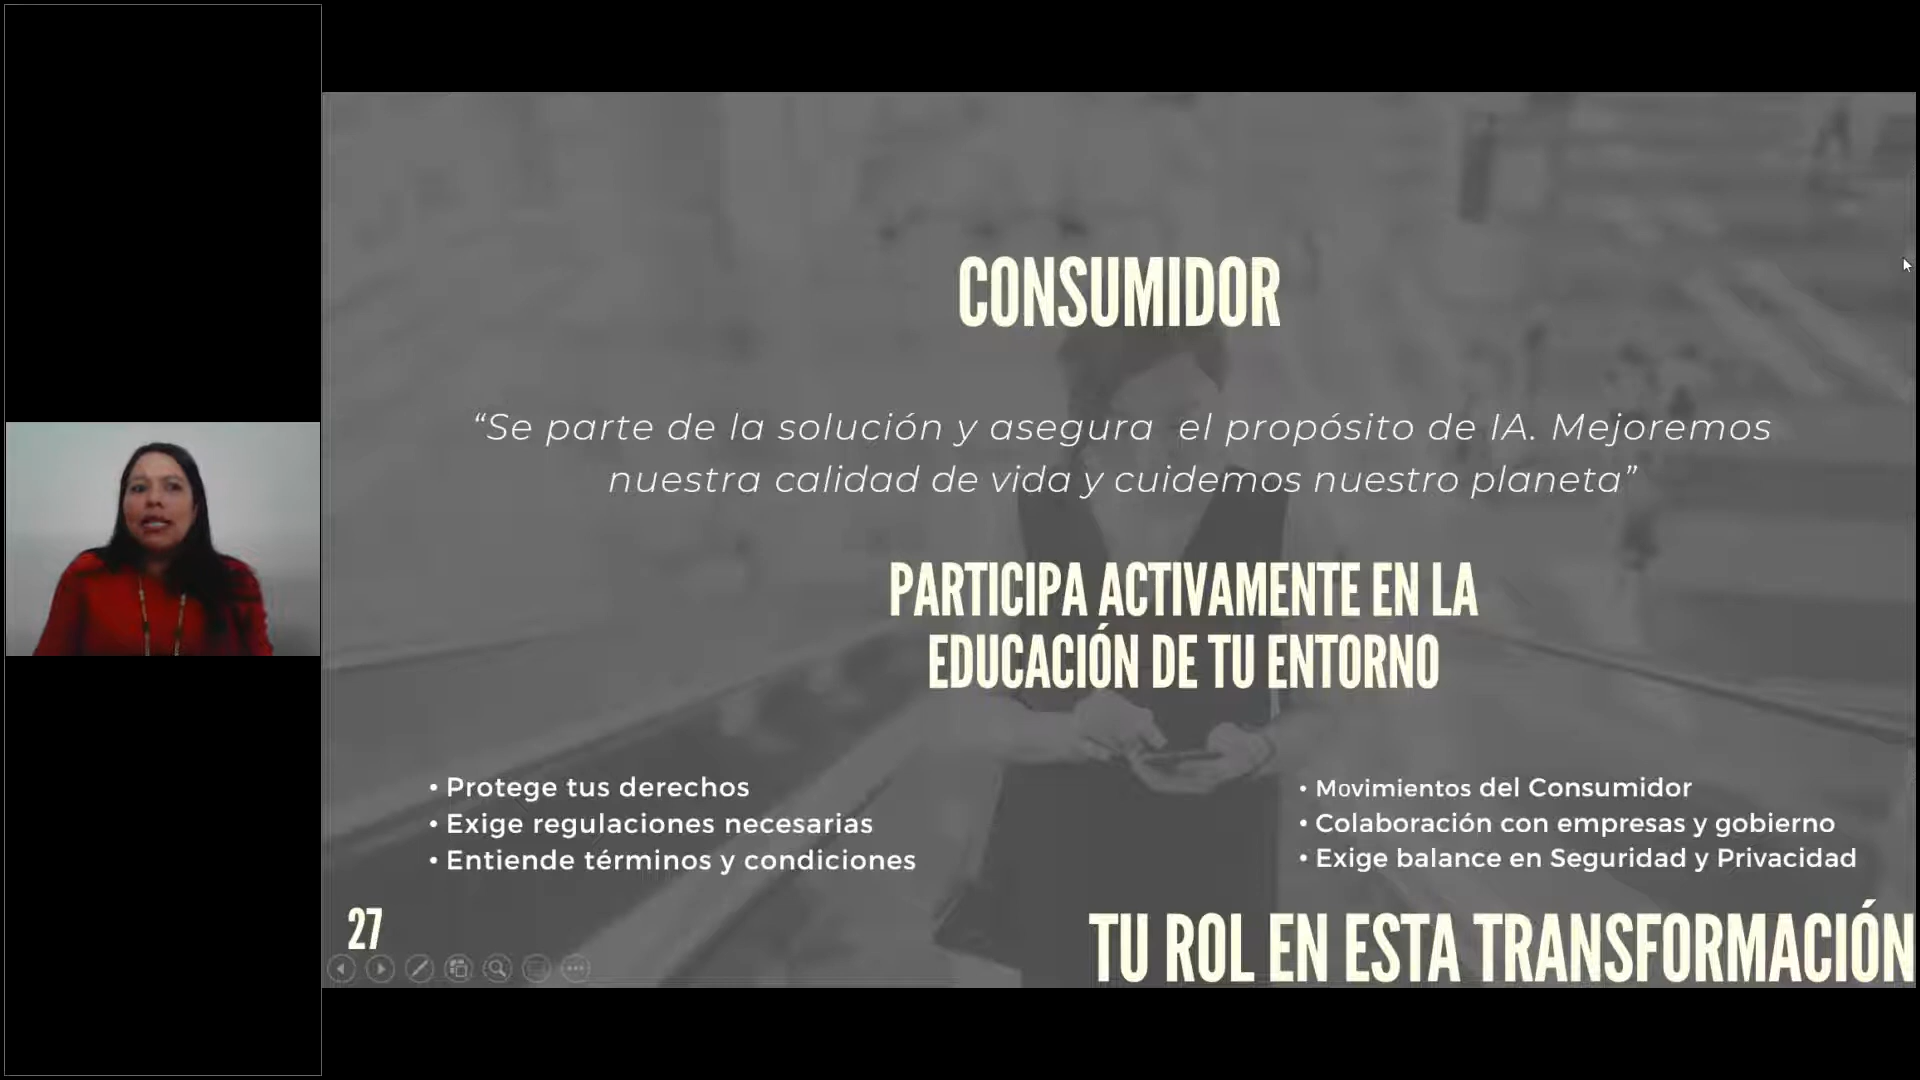 CONSUMIDOR
“Se parte de la solución y asegura el propósito de IA. Mejoremos
nuestra calidad de vida y cuidemos nuestro planeta”
PARTICIPA ACTIVAMENTE EN LA
EDUCACIÓN DE TU ENTORNO
• Protege tus derechos
• Exige regulaciones necesarias
• Entiende términos y condiciones
• Movimientos del Consumidor
• Colaboración con empresas y gobierno
• Exige balance en Seguridad y Privacidad
27
TU ROL EN ESTA TRANSFORMACIÓN